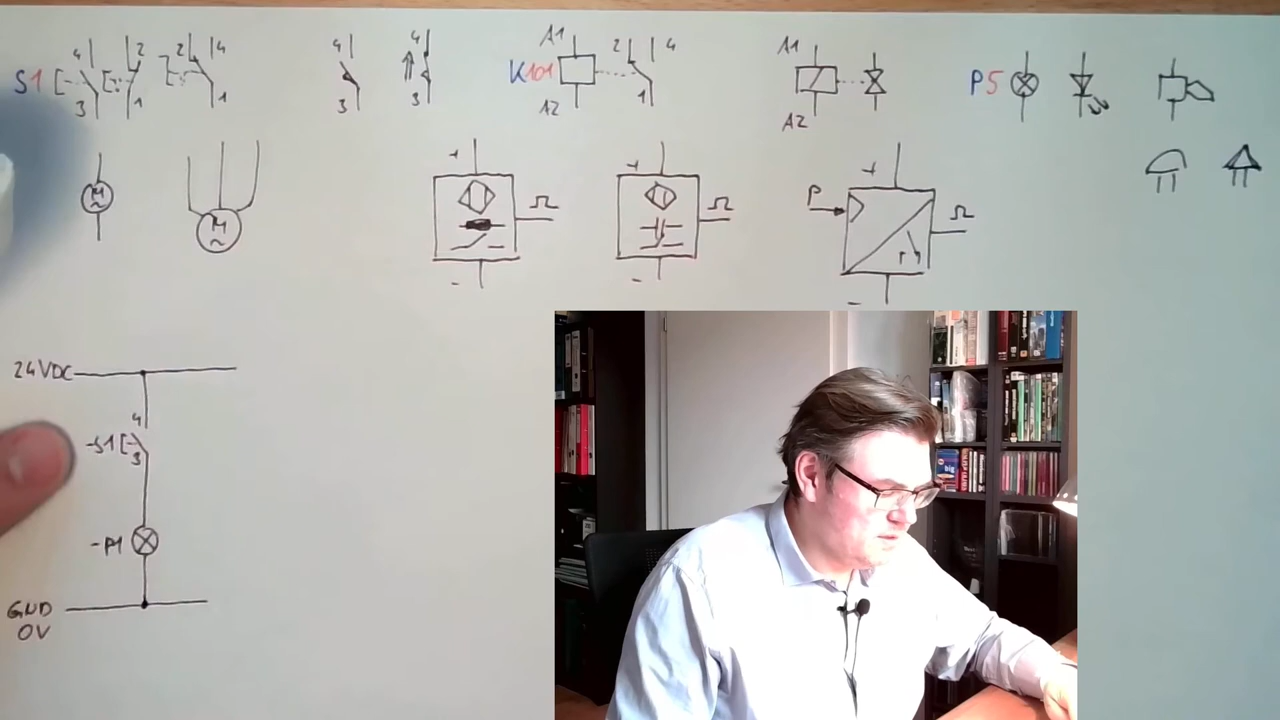 S1 4 3 2 1 2 4 1
4 3
4 3
K101 A1 A2 2 4 1
A1 A2
P5
M ~
M ~
+ -
+ -
P + -
24VDC
4
-S1
3
-P1
GND
0V
big